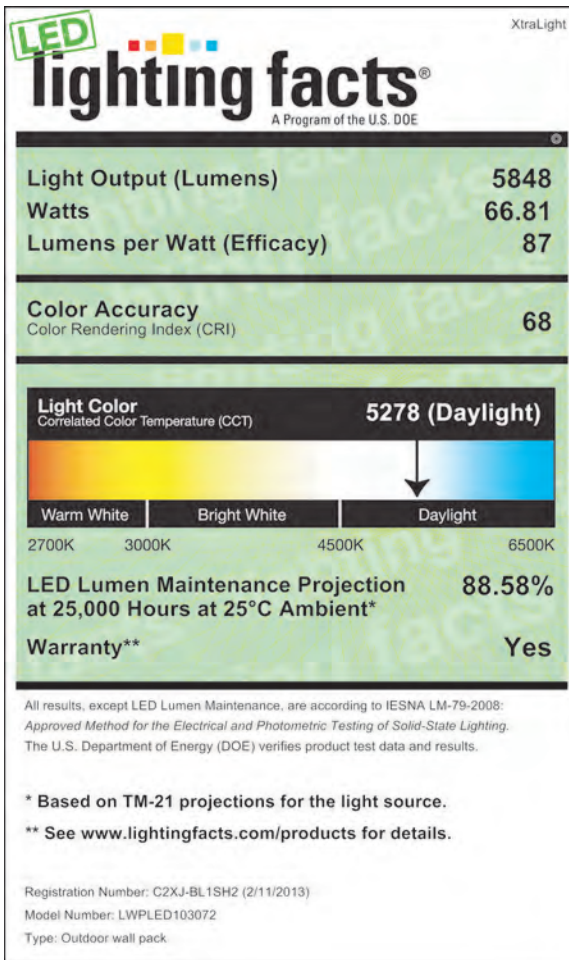 XtraLight
LED
lighting facts®
A Program of the U.S. DOE
Light Output (Lumens) 5848
Watts 66.81
Lumens per Watt (Efficacy) 87
Color Accuracy
Color Rendering Index (CRI) 68
Light Color
Correlated Color Temperature (CCT) 5278 (Daylight)
Warm White Bright White Daylight
2700K 3000K 4500K 6500K
LED Lumen Maintenance Projection 88.58%
at 25,000 Hours at 25°C Ambient*
Warranty** Yes
All results, except LED Lumen Maintenance, are according to IESNA LM-79-2008:
Approved Method for the Electrical and Photometric Testing of Solid-State Lighting.
The U.S. Department of Energy (DOE) verifies product test data and results.
* Based on TM-21 projections for the light source.
** See www.lightingfacts.com/products for details.
Registration Number: C2XJ-BL1SH2 (2/11/2013)
Model Number: LWPLED103072
Type: Outdoor wall pack